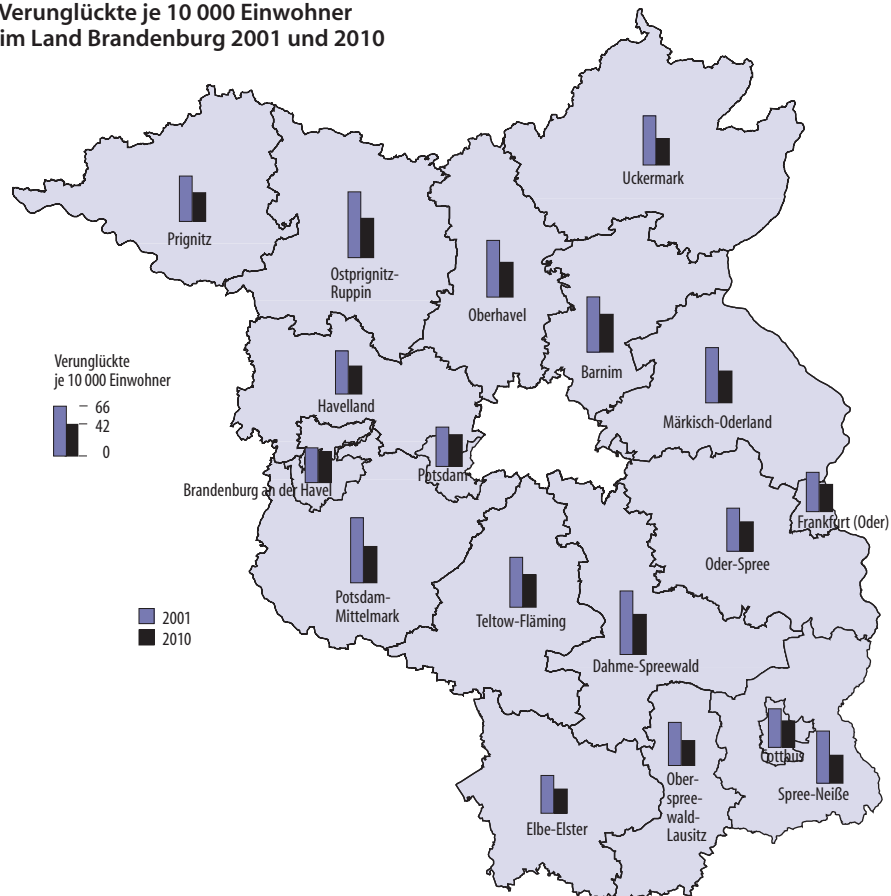 Verunglückte je 10 000 Einwohner
im Land Brandenburg 2001 und 2010
Uckermark
Prignitz
Ostprignitz-
Ruppin
Oberhavel
Verunglückte
je 10 000 Einwohner
66
42
0
Barnim
Havelland
Märkisch-Oderland
Potsdam
Brandenburg an der Havel
Frankfurt (Oder)
Oder-Spree
Potsdam-
Mittelmark
2001
2010
Teltow-Fläming
Dahme-Spreewald
Cottbus
Ober-
spree-
wald-
Lausitz
Spree-Neiße
Elbe-Elster